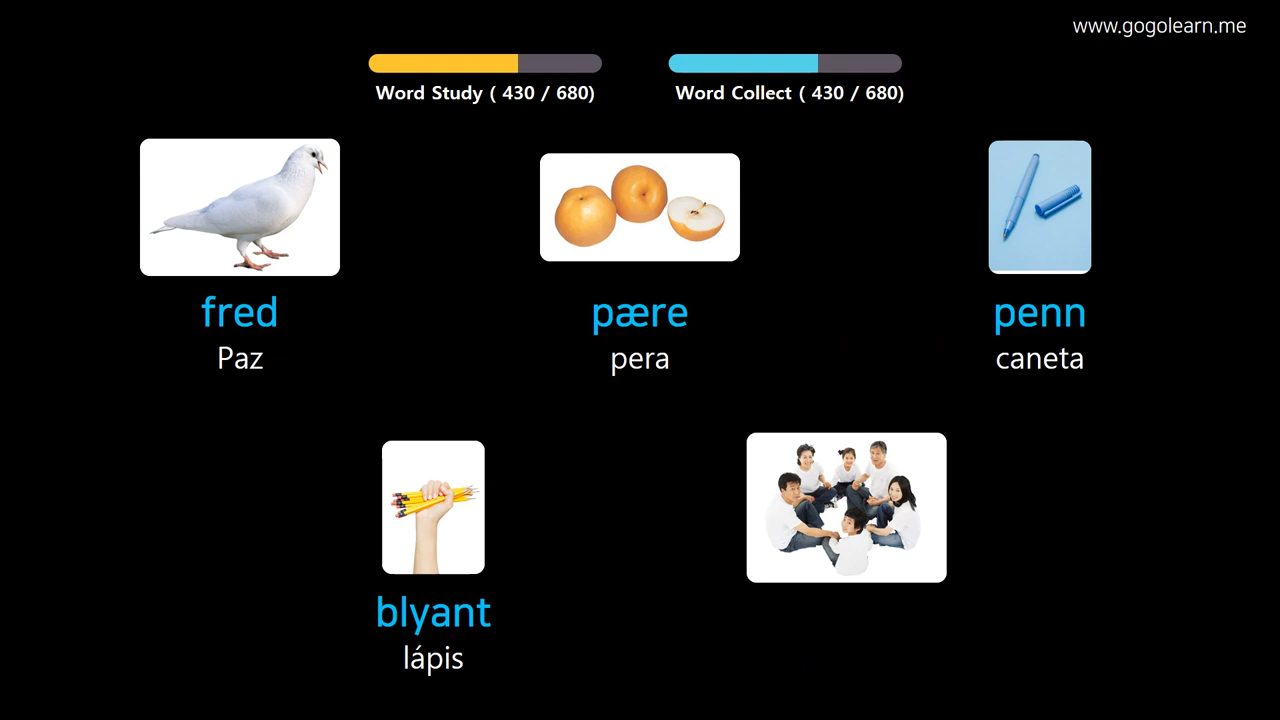 www.gogolearn.me
Word Study ( 430 / 680)
Word Collect ( 430 / 680)
fred
Paz
pære
pera
penn
caneta
blyant
lápis